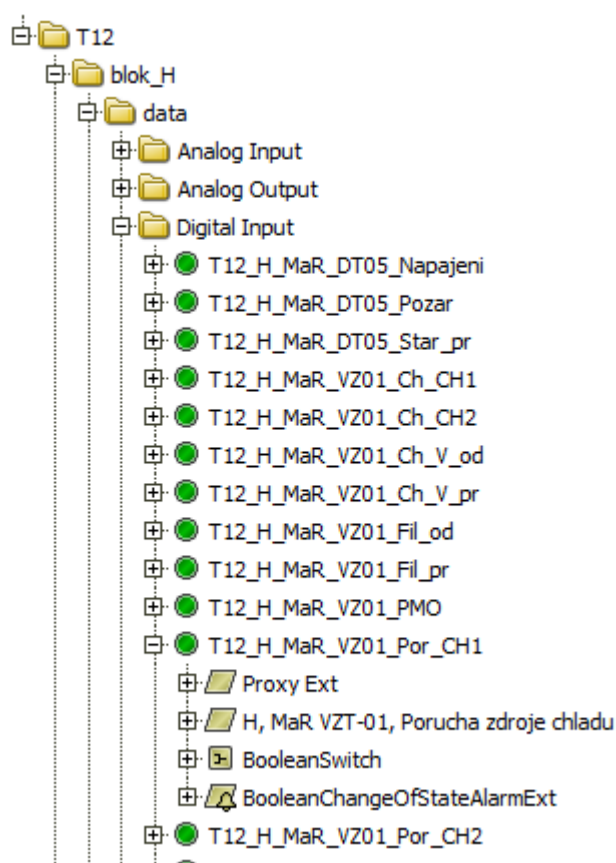 T12
blok_H
data
Analog Input
Analog Output
Digital Input
T12_H_MaR_DT05_Napajeni
T12_H_MaR_DT05_Pozar
T12_H_MaR_DT05_Star_pr
T12_H_MaR_VZ01_Ch_CH1
T12_H_MaR_VZ01_Ch_CH2
T12_H_MaR_VZ01_Ch_V_od
T12_H_MaR_VZ01_Ch_V_pr
T12_H_MaR_VZ01_Fil_od
T12_H_MaR_VZ01_Fil_pr
T12_H_MaR_VZ01_PMO
T12_H_MaR_VZ01_Por_CH1
Proxy Ext
H, MaR VZT-01, Porucha zdroje chladu
BooleanSwitch
BooleanChangeOfStateAlarmExt
T12_H_MaR_VZ01_Por_CH2